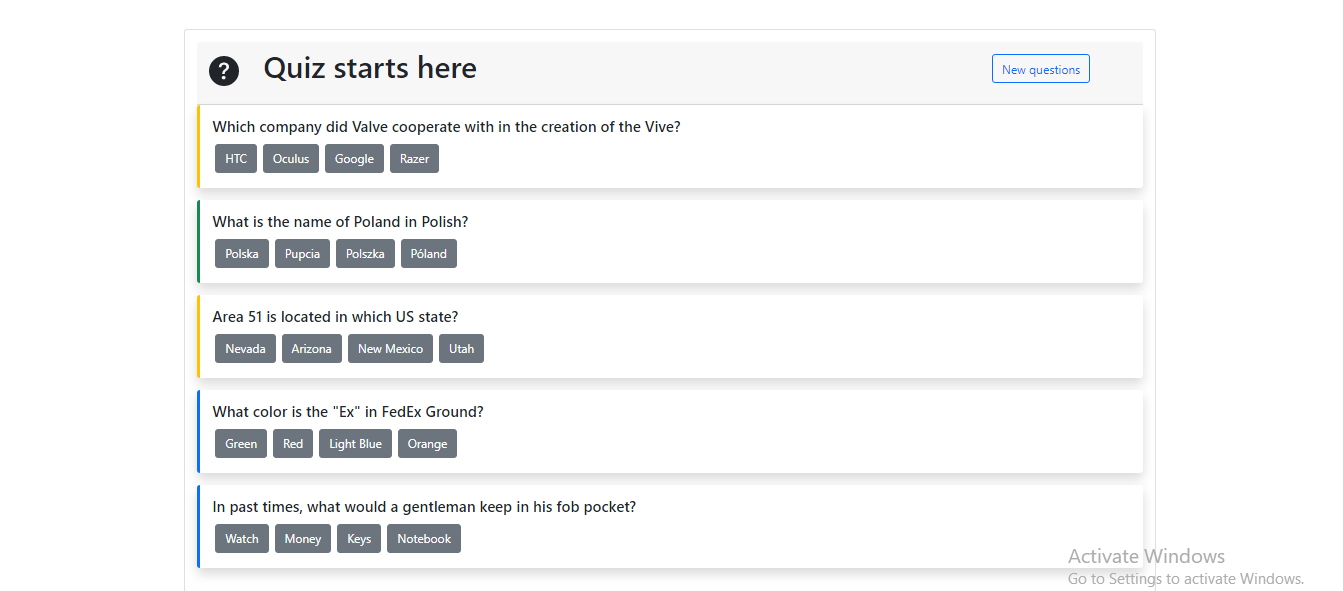 ? Quiz starts here New questions
Which company did Valve cooperate with in the creation of the Vive?
HTC Oculus Google Razer
What is the name of Poland in Polish?
Polska Pupcia Polszka Póland
Area 51 is located in which US state?
Nevada Arizona New Mexico Utah
What color is the "Ex" in FedEx Ground?
Green Red Light Blue Orange
In past times, what would a gentleman keep in his fob pocket?
Watch Money Keys Notebook
Activate Windows
Go to Settings to activate Windows.